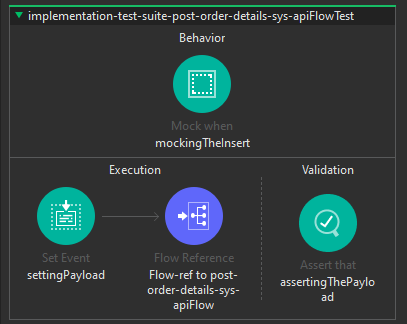 implementation-test-suite-post-order-details-sys-apiFlowTest
Behavior
Mock when
mockingTheInsert
Execution
Validation
Set Event
settingPayload
Flow Reference
Flow-ref to post-
order-details-sys-
apiFlow
Assert that
assertingThePaylo
ad